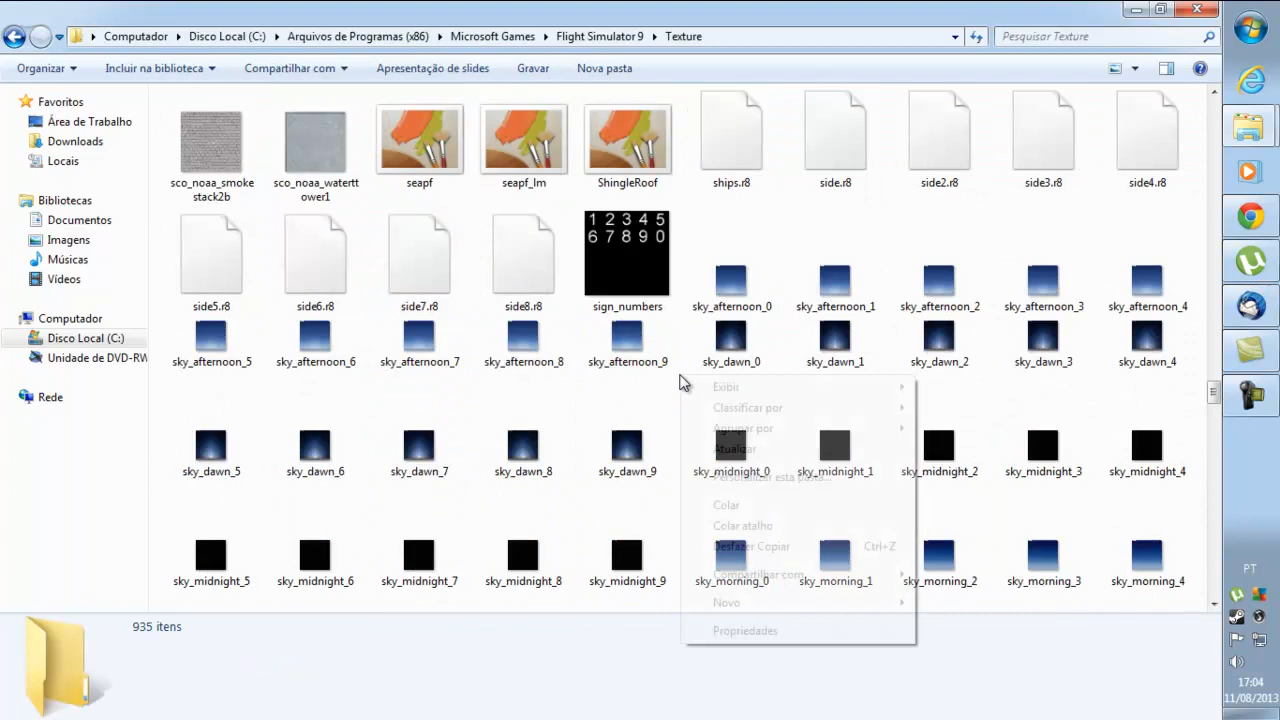 Computador Disco Local (C:) Arquivos de Programas (x86) Microsoft Games Flight Simulator 9 Texture Pesquisar Texture
Organizar Incluir na biblioteca Compartilhar com Apresentação de slides Gravar Nova pasta
Favoritos
Área de Trabalho
Downloads
Locais
Bibliotecas
Documentos
Imagens
Músicas
Vídeos
Computador
Disco Local (C:)
Unidade de DVD-RW
Rede
sco_noaa_smoke
stack2b
sco_noaa_watertt
ower1
seapf
seapf_lm
ShingleRoof
ships.r8
side.r8
side2.r8
side3.r8
side4.r8
1 2 3 4 5
6 7 8 9 0
side5.r8
side6.r8
side7.r8
side8.r8
sign_numbers
sky_afternoon_0
sky_afternoon_1
sky_afternoon_2
sky_afternoon_3
sky_afternoon_4
sky_afternoon_5
sky_afternoon_6
sky_afternoon_7
sky_afternoon_8
sky_afternoon_9
sky_dawn_0
sky_dawn_1
sky_dawn_2
sky_dawn_3
sky_dawn_4
sky_dawn_5
sky_dawn_6
sky_dawn_7
sky_dawn_8
sky_dawn_9
sky_midnight_0
sky_midnight_1
sky_midnight_2
sky_midnight_3
sky_midnight_4
sky_midnight_5
sky_midnight_6
sky_midnight_7
sky_midnight_8
sky_midnight_9
sky_morning_0
sky_morning_1
sky_morning_2
sky_morning_3
sky_morning_4
Exibir
Classificar por
Agrupar por
Atualizar
Personalizar esta pasta...
Colar
Colar atalho
Desfazer Copiar Ctrl+Z
Compartilhar com
Novo
Propriedades
935 itens
PT
17:04
11/08/2013